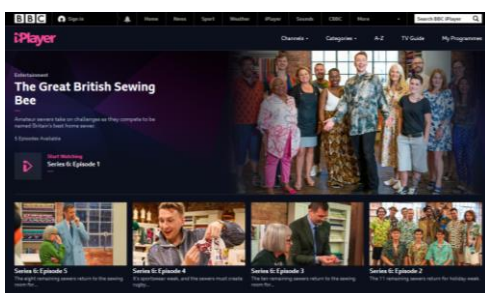 BBC Sign in Home News Sport Weather iPlayer Sounds CBBC More Search BBC iPlayer
iPlayer Channels Categories A-Z TV Guide My Programmes
Entertainment
The Great British Sewing
Bee
Amateur sewers take on challenges as they compete to be
named Britain's best home sewer.
5 Episodes Available
Start Watching
Series 6: Episode 1
Series 6: Episode 5
The eight remaining sewers return to the sewing
room for...
Series 6: Episode 4
It's sportswear week, and the sewers must create
rugby...
Series 6: Episode 3
The ten remaining sewers return to the sewing
room for...
Series 6: Episode 2
The 11 remaining sewers return for holiday week